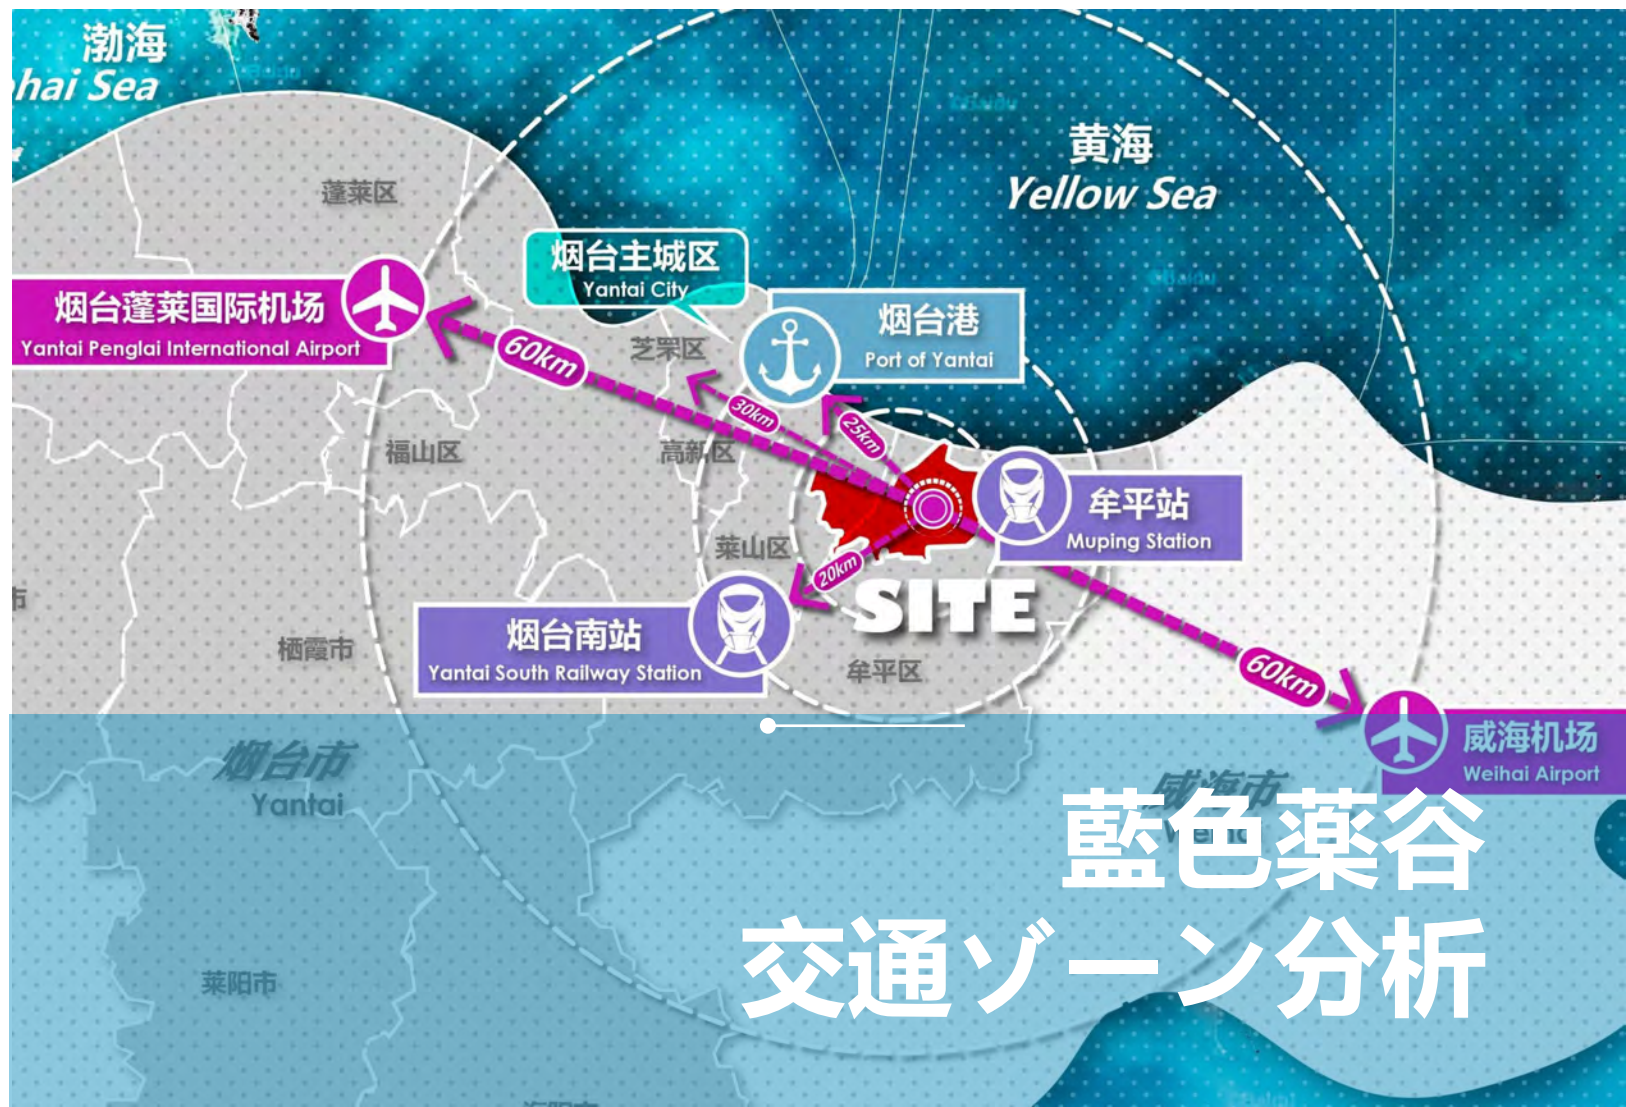 渤海
hai Sea
黄海
Yellow Sea
蓬莱区
烟台主城区
Yantai City
烟台蓬莱国际机场
Yantai Penglai International Airport
烟台港
Port of Yantai
60km
芝罘区
30km
25km
福山区
高新区
牟平站
Muping Station
莱山区
20km
SITE
烟台南站
Yantai South Railway Station
栖霞市
牟平区
60km
市
威海机场
Weihai Airport
烟台市
Yantai
威海市
藍色薬谷
交通ゾーン分析
莱阳市